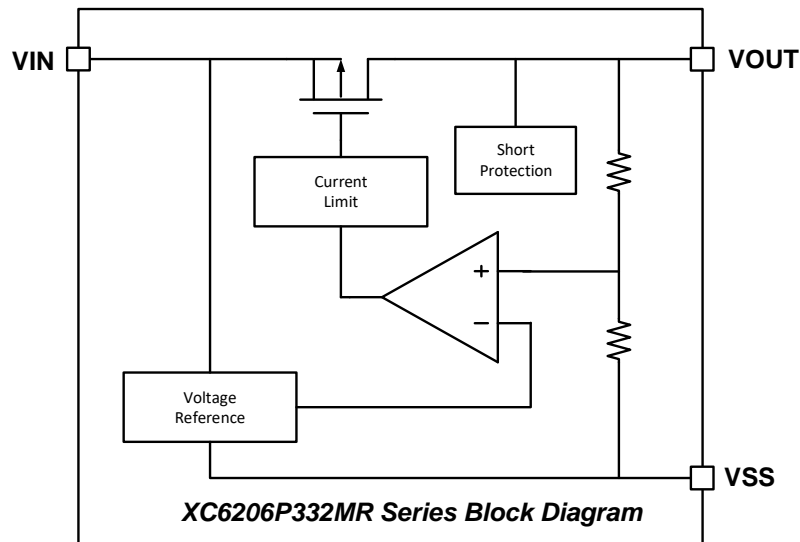 VIN
VOUT
Short
Protection
Current
Limit
+
−
Voltage
Reference
VSS
XC6206P332MR Series Block Diagram